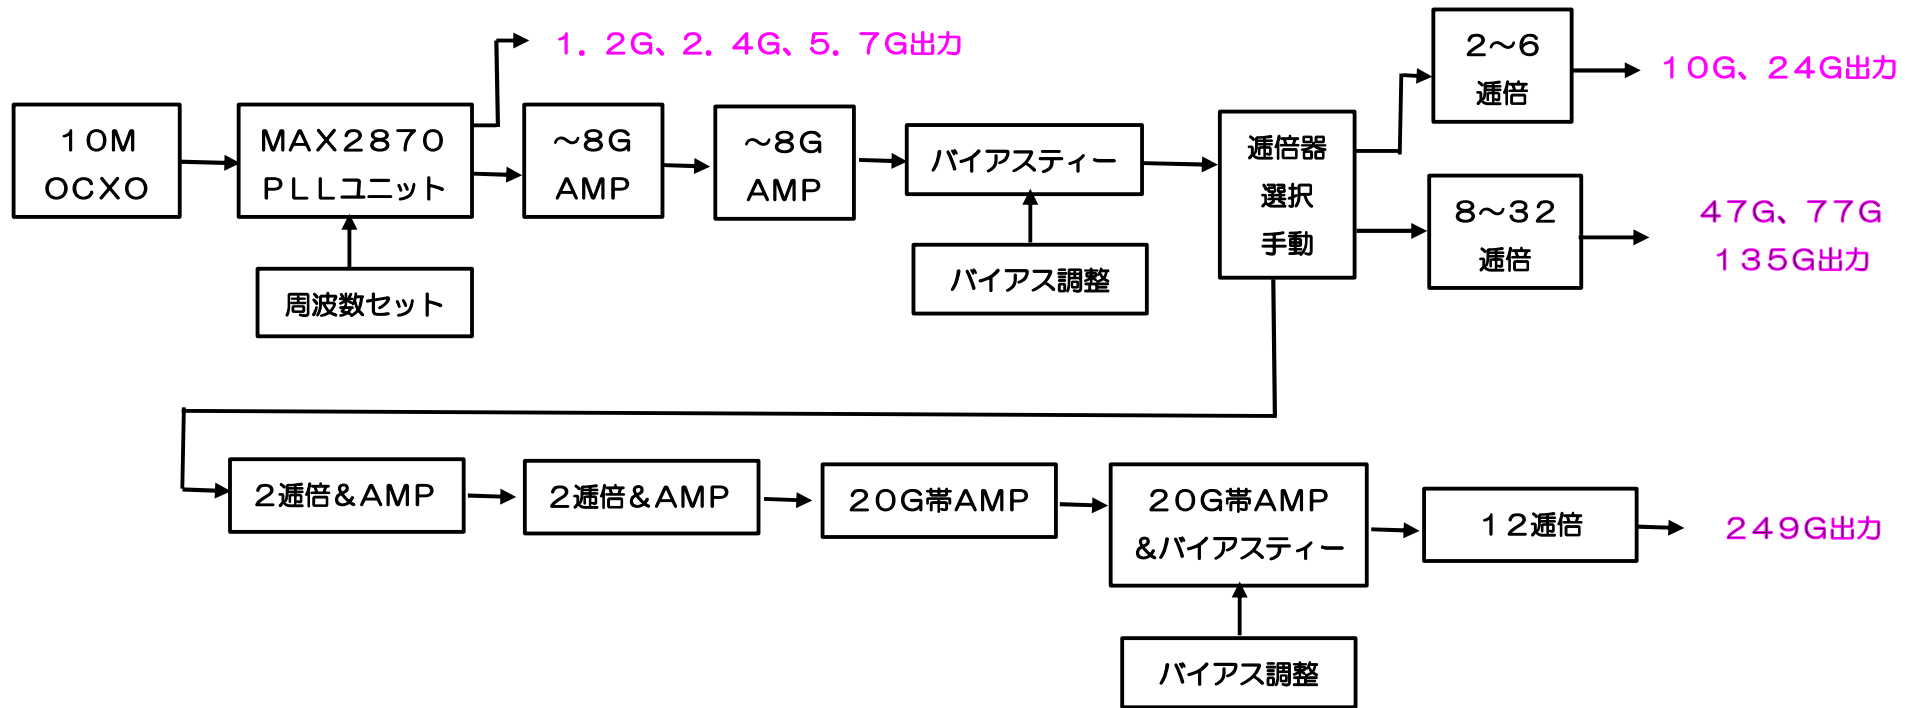 １．２G、２．４G、５．７G出力
２～６
逓倍
１０G、２４G出力
１０M
OCXO
MAX２８７０
PLLユニット
～８G
AMP
～８G
AMP
バイアスティー
逓倍器
選択
手動
８～３２
逓倍
４７G、７７G
１３５G出力
周波数セット
バイアス調整
２逓倍＆AMP
２逓倍＆AMP
２０G帯AMP
２０G帯AMP
＆バイアスティー
１２逓倍
２４９G出力
バイアス調整